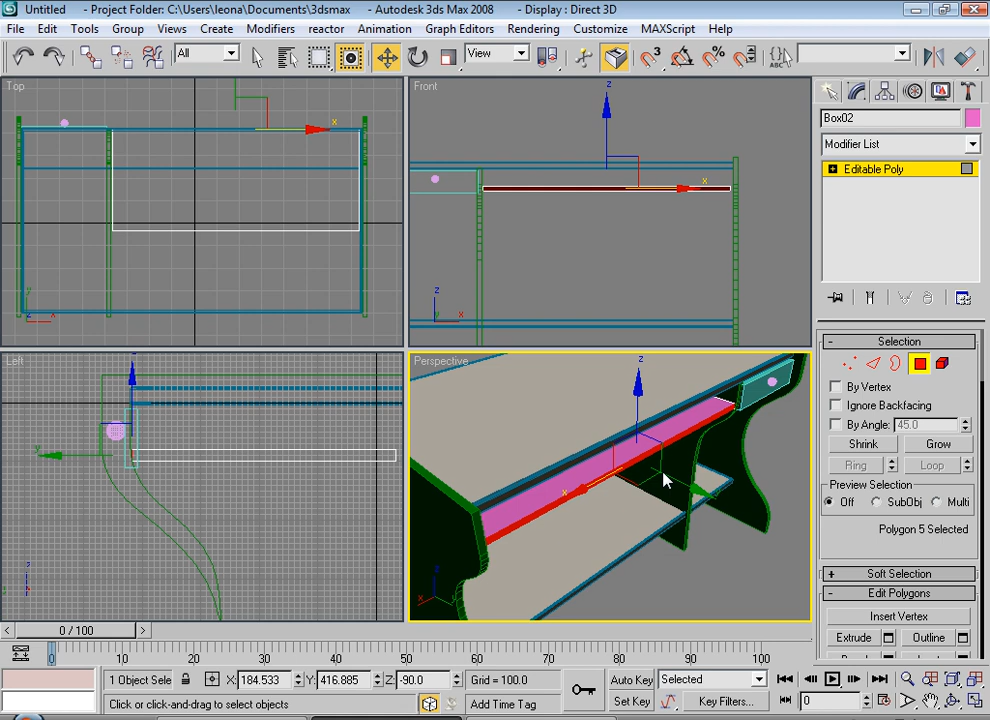 Untitled - Project Folder: C:\Users\leona\Documents\3dsmax - Autodesk 3ds Max 2008 - Display : Direct 3D
File Edit Tools Group Views Create Modifiers reactor Animation Graph Editors Rendering Customize MAXScript Help
All View
Top
x
y
x
Front
z
x
z
x
Box02
Modifier List
Editable Poly
Left
y
z
Perspective
z
x
z
x
- Selection
By Vertex
Ignore Backfacing
By Angle: 45.0
Shrink Grow
Ring Loop
Preview Selection
Off SubObj Multi
Polygon 5 Selected
+ Soft Selection
- Edit Polygons
Insert Vertex
Extrude Outline
< 0 / 100 >
0 10 20 30 40 50 60 70 80 90 100
1 Object Sele X: 184.533 Y: 416.885 Z: -90.0 Grid = 100.0 Auto Key Selected
Click or click-and-drag to select objects Add Time Tag Set Key Key Filters... 0